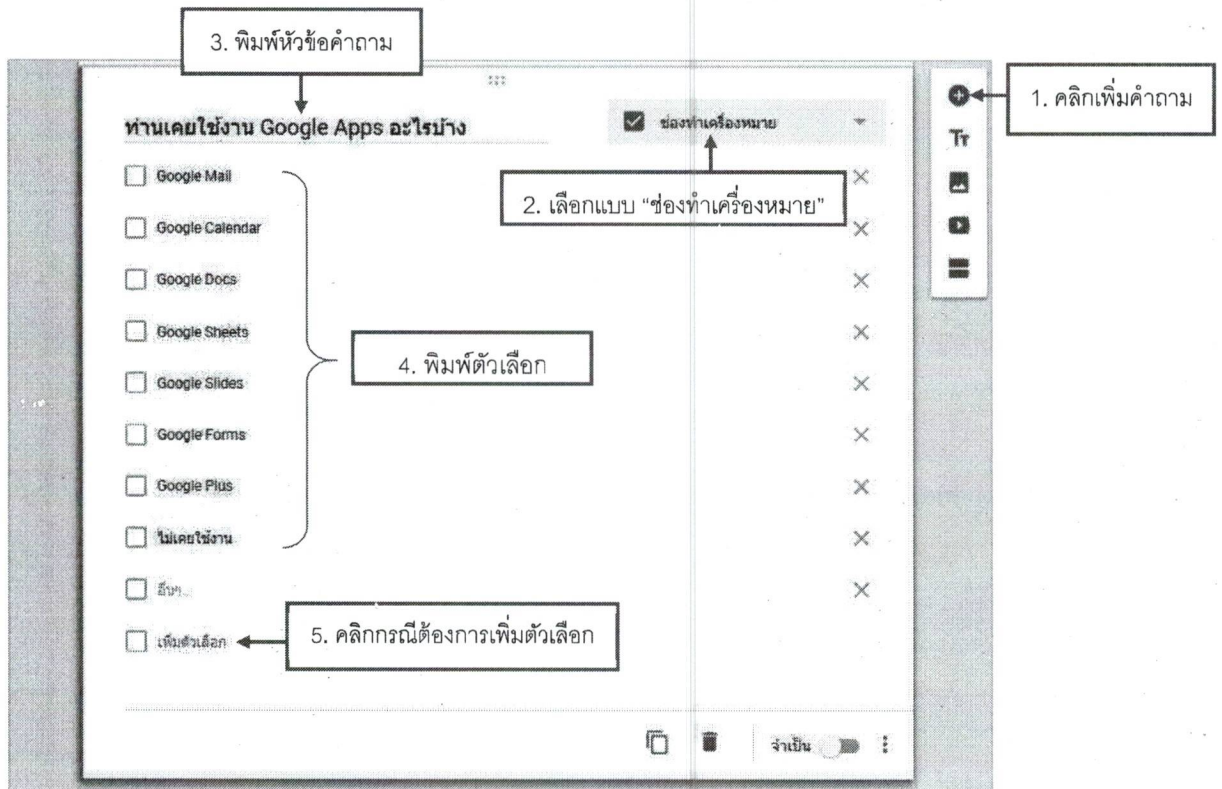 3. พิมพ์หัวข้อคำถาม
1. คลิกเพิ่มคำถาม
ท่านเคยใช้งาน Google Apps อะไรบ้าง
ช่องทำเครื่องหมาย
Tт
2. เลือกแบบ “ช่องทำเครื่องหมาย”
Google Mail
Google Calendar
Google Docs
Google Sheets
4. พิมพ์ตัวเลือก
Google Slides
Google Forms
Google Plus
ไม่เคยใช้งาน
อื่นๆ...
5. คลิกกรณีต้องการเพิ่มตัวเลือก
เพิ่มตัวเลือก
จำเป็น